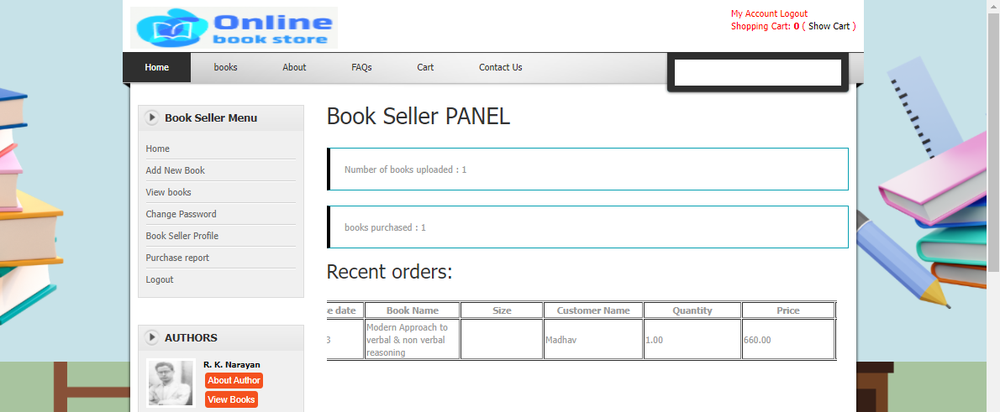 Online
book store
My Account Logout
Shopping Cart: 0 ( Show Cart )
Home books About FAQs Cart Contact Us
Book Seller Menu
Home
Add New Book
View books
Change Password
Book Seller Profile
Purchase report
Logout
AUTHORS
R. K. Narayan
About Author
View Books
Book Seller PANEL
Number of books uploaded : 1
books purchased : 1
Recent orders:
e date Book Name Size Customer Name Quantity Price
3 Modern Approach to
verbal & non verbal
reasoning
Madhav 1.00 660.00